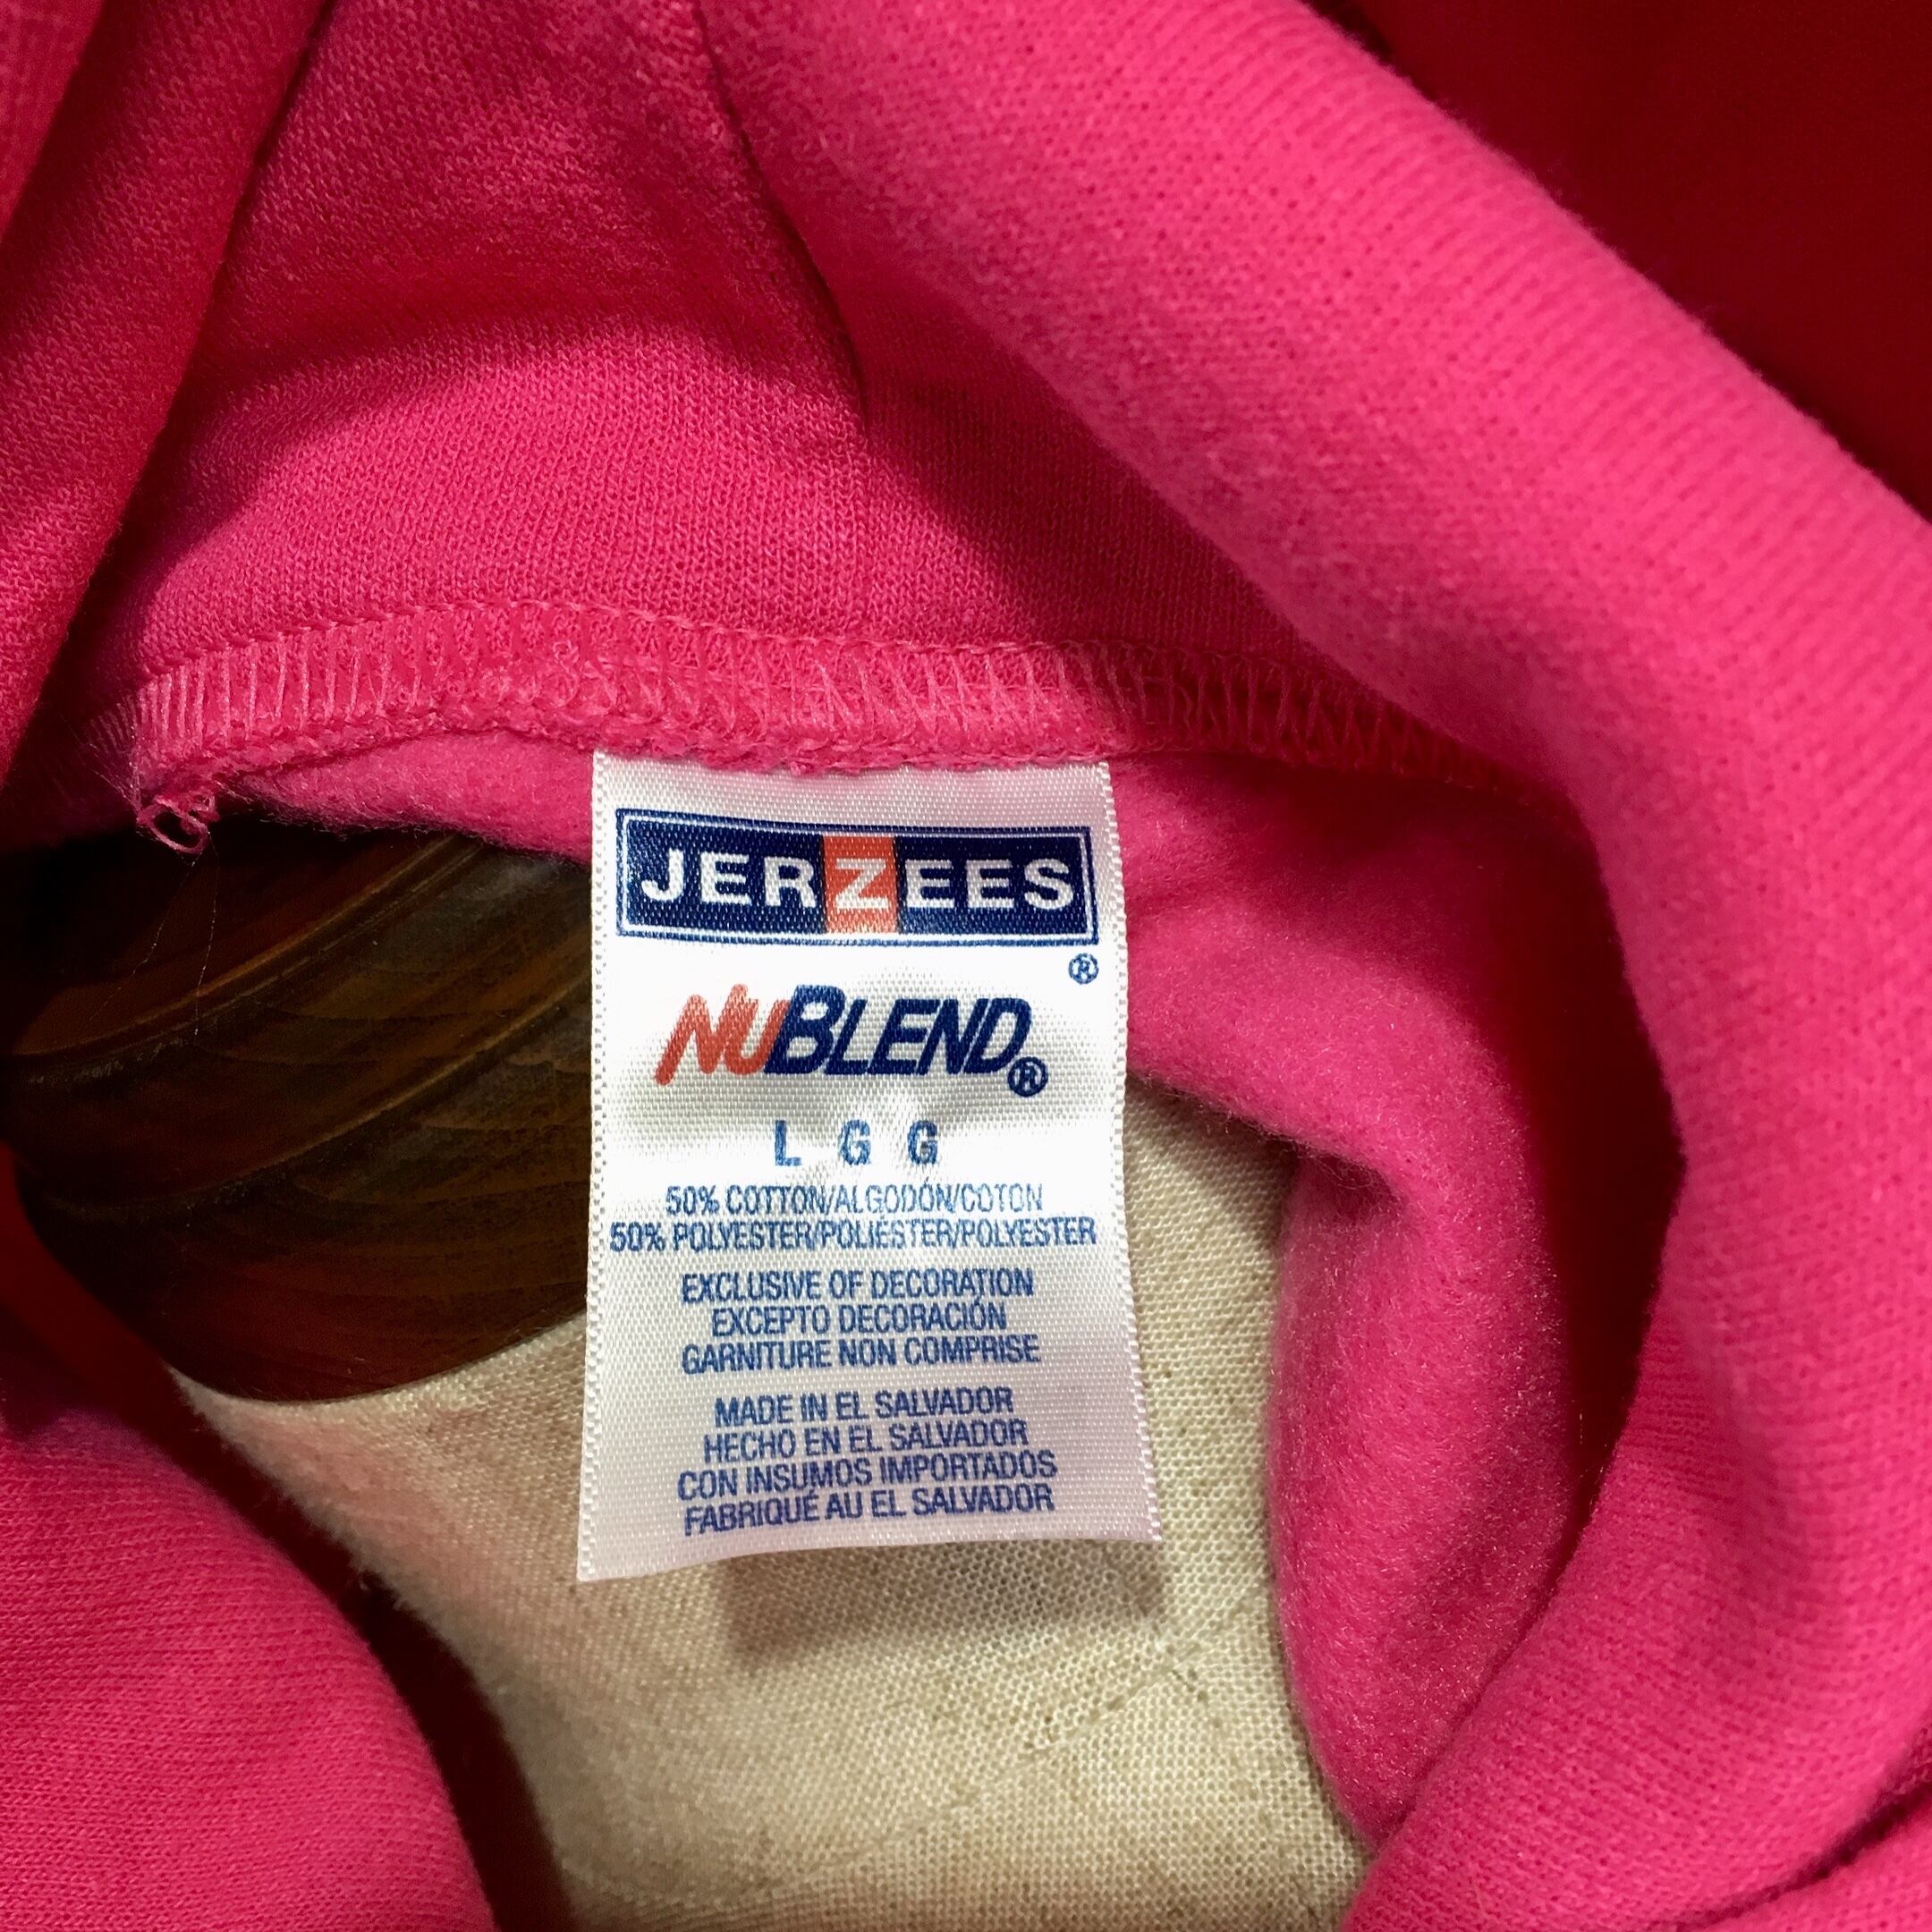 JERZEES
®
NUBLEND®
L G G
50% COTTON/ALGODÓN/COTON
50% POLYESTER/POLIÉSTER/POLYESTER
EXCLUSIVE OF DECORATION
EXCEPTO DECORACIÓN
GARNITURE NON COMPRISE
MADE IN EL SALVADOR
HECHO EN EL SALVADOR
CON INSUMOS IMPORTADOS
FABRIQUÉ AU EL SALVADOR